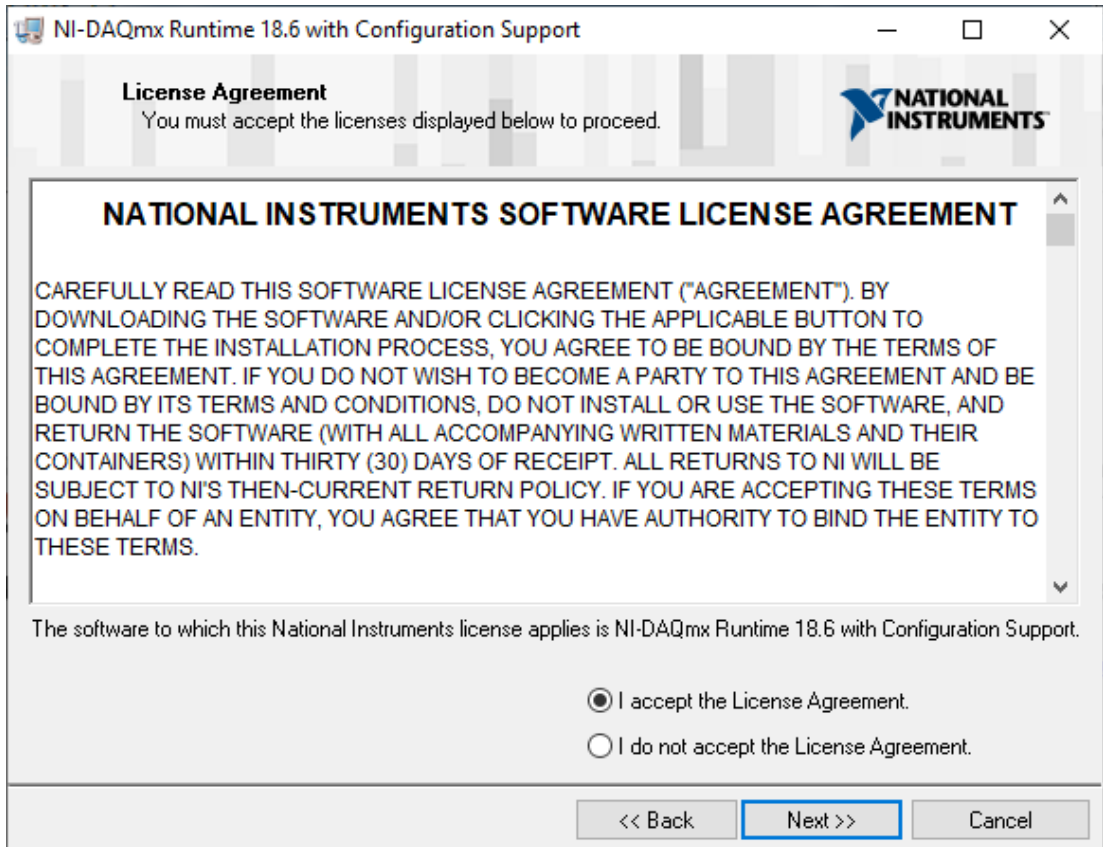 NI-DAQmx Runtime 18.6 with Configuration Support
License Agreement
You must accept the licenses displayed below to proceed.
NATIONAL
INSTRUMENTS
NATIONAL INSTRUMENTS SOFTWARE LICENSE AGREEMENT
CAREFULLY READ THIS SOFTWARE LICENSE AGREEMENT ("AGREEMENT"). BY
DOWNLOADING THE SOFTWARE AND/OR CLICKING THE APPLICABLE BUTTON TO
COMPLETE THE INSTALLATION PROCESS, YOU AGREE TO BE BOUND BY THE TERMS OF
THIS AGREEMENT. IF YOU DO NOT WISH TO BECOME A PARTY TO THIS AGREEMENT AND BE
BOUND BY ITS TERMS AND CONDITIONS, DO NOT INSTALL OR USE THE SOFTWARE, AND
RETURN THE SOFTWARE (WITH ALL ACCOMPANYING WRITTEN MATERIALS AND THEIR
CONTAINERS) WITHIN THIRTY (30) DAYS OF RECEIPT. ALL RETURNS TO NI WILL BE
SUBJECT TO NI'S THEN-CURRENT RETURN POLICY. IF YOU ARE ACCEPTING THESE TERMS
ON BEHALF OF AN ENTITY, YOU AGREE THAT YOU HAVE AUTHORITY TO BIND THE ENTITY TO
THESE TERMS.
The software to which this National Instruments license applies is NI-DAQmx Runtime 18.6 with Configuration Support.
I accept the License Agreement.
I do not accept the License Agreement.
<< Back
Next >>
Cancel